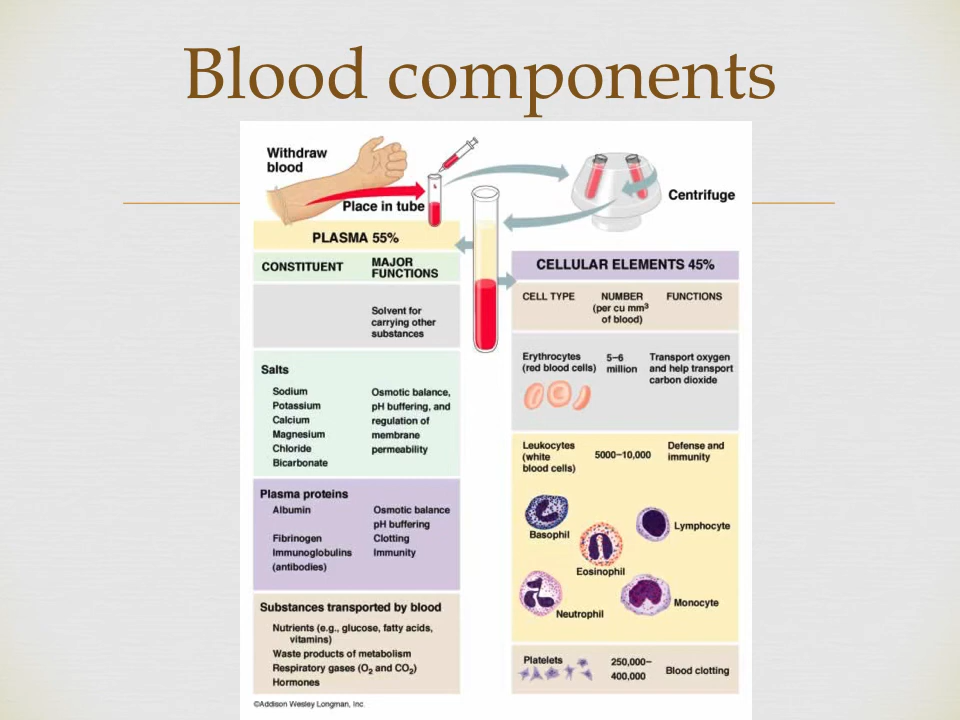 Blood components
Withdraw
blood
Place in tube
Centrifuge
PLASMA 55%
CONSTITUENT MAJOR
FUNCTIONS
Solvent for
carrying other
substances
Salts
Sodium Osmotic balance,
Potassium pH buffering, and
Calcium regulation of
Magnesium membrane
Chloride permeability
Bicarbonate
Plasma proteins
Albumin Osmotic balance
pH buffering
Fibrinogen Clotting
Immunoglobulins Immunity
(antibodies)
Substances transported by blood
Nutrients (e.g., glucose, fatty acids,
vitamins)
Waste products of metabolism
Respiratory gases (O₂ and CO₂)
Hormones
CELLULAR ELEMENTS 45%
CELL TYPE NUMBER FUNCTIONS
(per cu mm³
of blood)
Erythrocytes 5–6 Transport oxygen
(red blood cells) million and help transport
carbon dioxide
Leukocytes Defense and
(white 5000–10,000 immunity
blood cells)
Basophil
Lymphocyte
Eosinophil
Neutrophil
Monocyte
Platelets 250,000– Blood clotting
400,000
©Addison Wesley Longman, Inc.